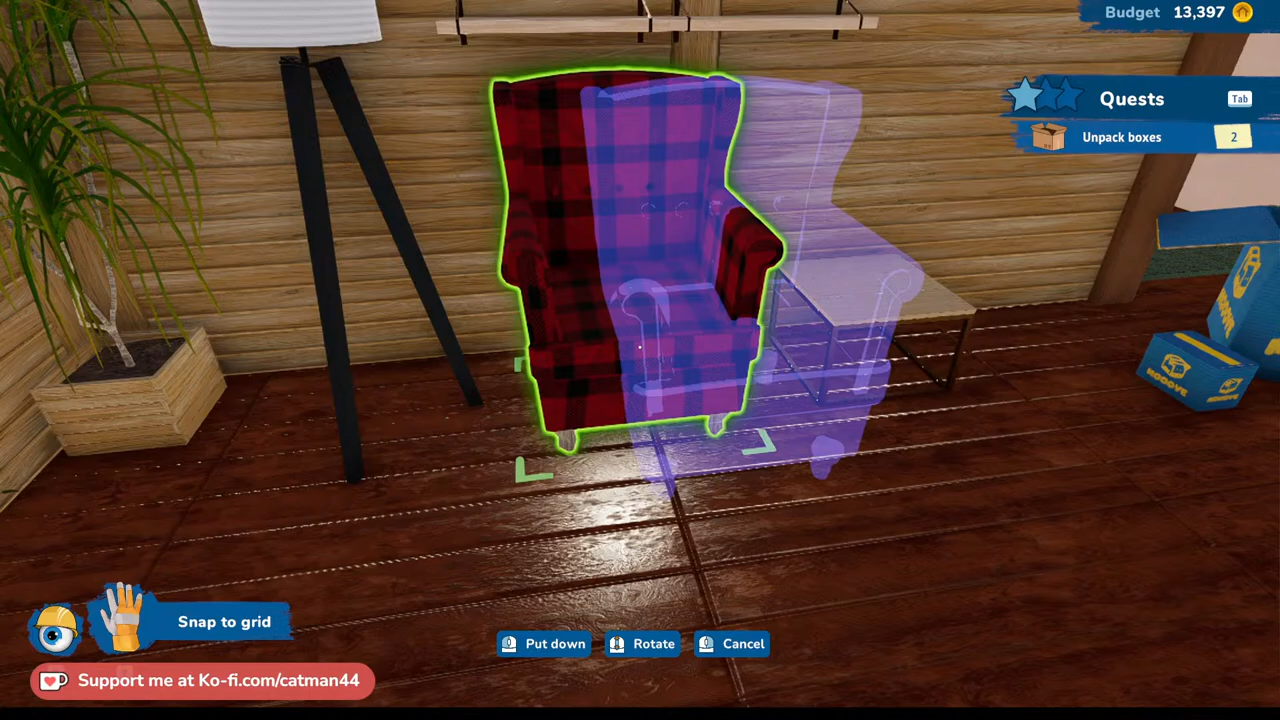 Budget 13,397
Quests Tab
Unpack boxes 2
MOOOVE
Snap to grid
Put down Rotate Cancel
Support me at Ko-fi.com/catman44